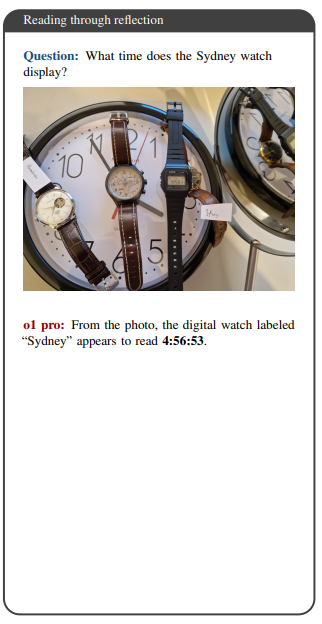 Reading through reflection
Question: What time does the Sydney watch
display?
10
11
12
1
5
6
7
o1 pro: From the photo, the digital watch labeled
“Sydney” appears to read 4:56:53.